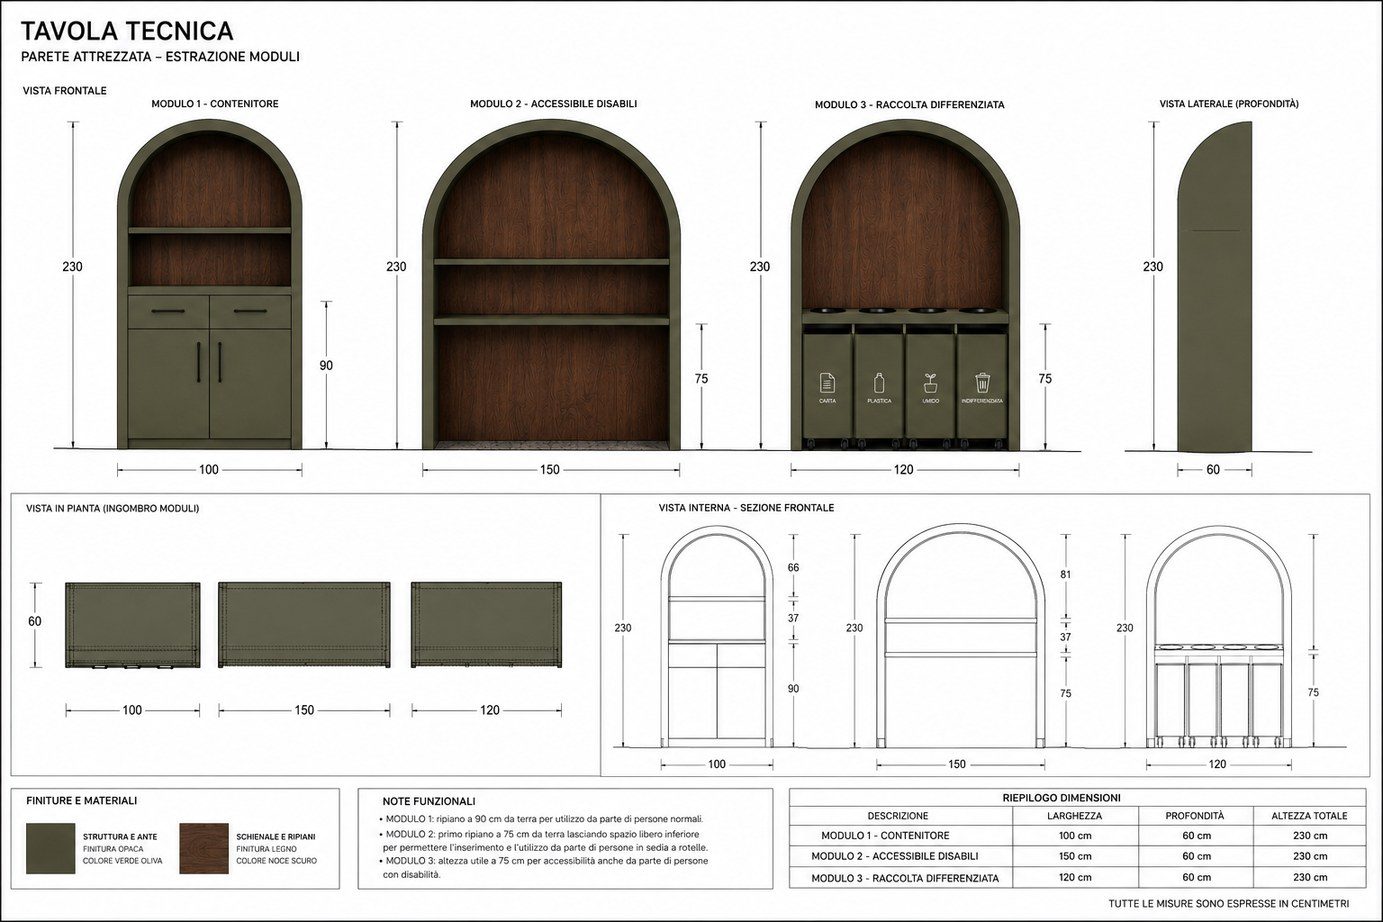 TAVOLA TECNICA
PARETE ATTREZZATA – ESTRAZIONE MODULI
VISTA FRONTALE
MODULO 1 - CONTENITORE
MODULO 2 - ACCESSIBILE DISABILI
MODULO 3 - RACCOLTA DIFFERENZIATA
VISTA LATERALE (PROFONDITÀ)
230
90
100
230
75
150
230
CARTA
PLASTICA
UMIDO
INDIFFERENZIATA
75
120
230
60
VISTA IN PIANTA (INGOMBRO MODULI)
60
100
150
120
VISTA INTERNA - SEZIONE FRONTALE
230
66
37
90
100
230
81
37
75
150
230
75
120
FINITURE E MATERIALI
STRUTTURA E ANTE
FINITURA OPACA
COLORE VERDE OLIVA
SCHIENALE E RIPIANI
FINITURA LEGNO
COLORE NOCE SCURO
NOTE FUNZIONALI
• MODULO 1: ripiano a 90 cm da terra per utilizzo da parte di persone normali.
• MODULO 2: primo ripiano a 75 cm da terra lasciando spazio libero inferiore
per permettere l'inserimento e l'utilizzo da parte di persone in sedia a rotelle.
• MODULO 3: altezza utile a 75 cm per accessibilità anche da parte di persone
con disabilità.
RIEPILOGO DIMENSIONI
DESCRIZIONE LARGHEZZA PROFONDITÀ ALTEZZA TOTALE
MODULO 1 - CONTENITORE 100 cm 60 cm 230 cm
MODULO 2 - ACCESSIBILE DISABILI 150 cm 60 cm 230 cm
MODULO 3 - RACCOLTA DIFFERENZIATA 120 cm 60 cm 230 cm
TUTTE LE MISURE SONO ESPRESSE IN CENTIMETRI